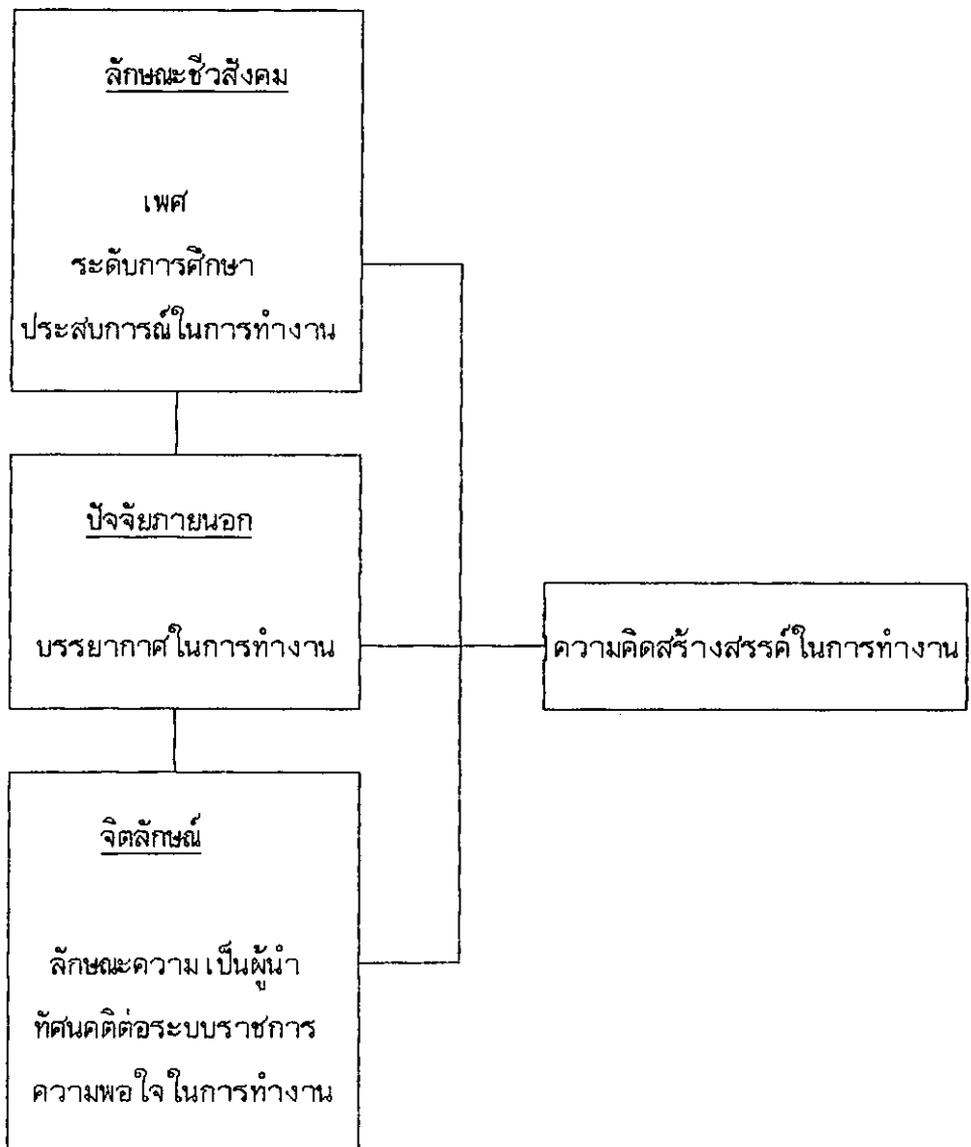 ลักษณะชีวสังคม
เพศ
ระดับการศึกษา
ประสบการณ์ในการทำงาน
ปัจจัยภายนอก
บรรยากาศในการทำงาน
ความคิดสร้างสรรค์ในการทำงาน
จิตลักษณ์
ลักษณะความเป็นผู้นำ
ทัศนคติต่อระบบราชการ
ความพอใจในการทำงาน